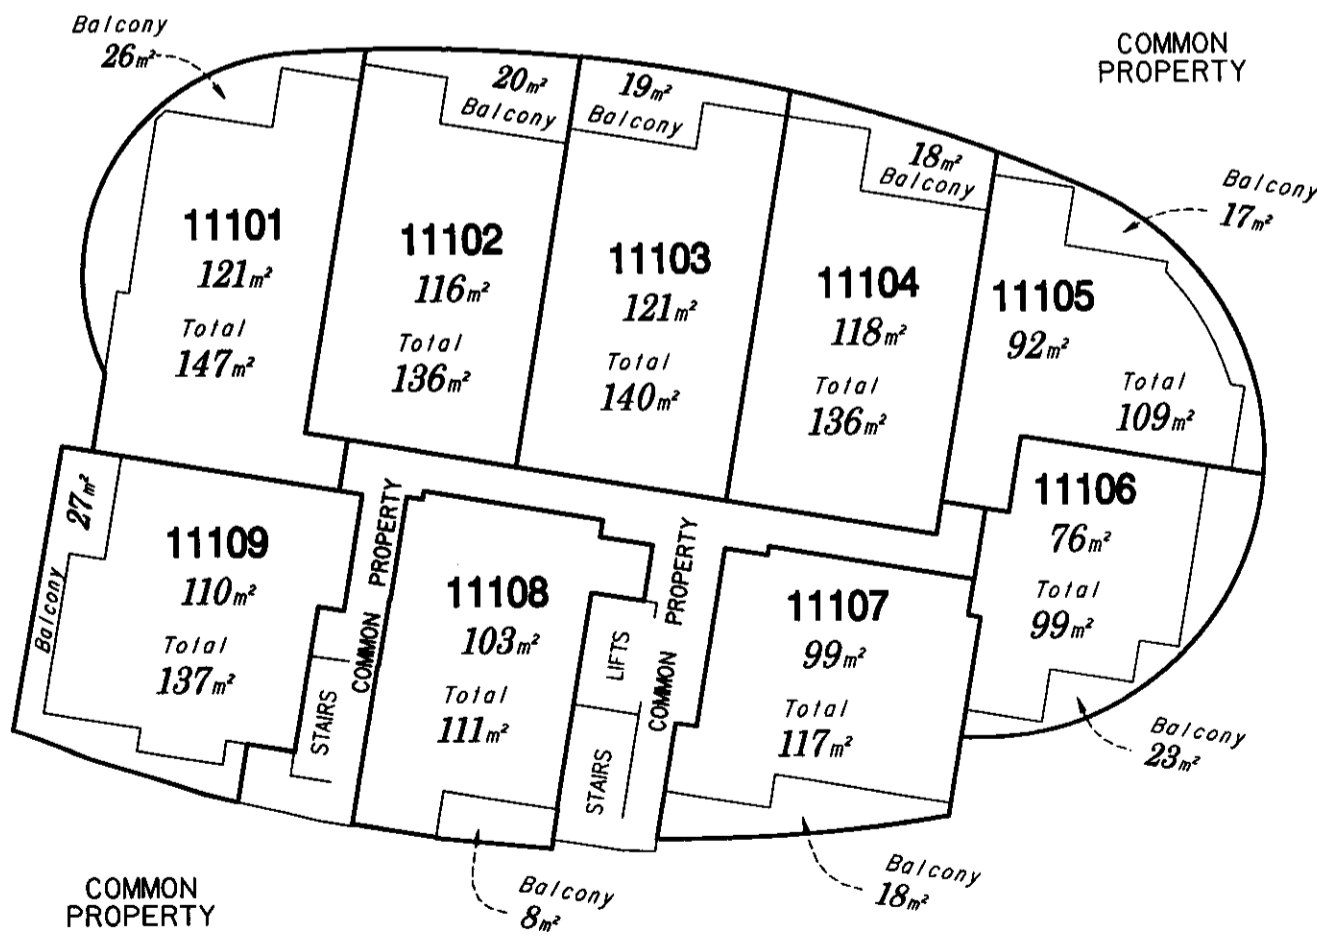 Balcony
26m²
COMMON
PROPERTY
20m²
Balcony
19m²
Balcony
18m²
Balcony
Balcony
17m²
11101
121m²
Total
147m²
11102
116m²
Total
136m²
11103
121m²
Total
140m²
11104
118m²
Total
136m²
11105
92m²
Total
109m²
11106
76m²
Total
99m²
27m²
Balcony
11109
110m²
Total
137m²
COMMON PROPERTY
STAIRS
11108
103m²
Total
111m²
LIFTS
STAIRS
COMMON PROPERTY
11107
99m²
Total
117m²
Balcony
23m²
Balcony
18m²
Balcony
8m²
COMMON
PROPERTY